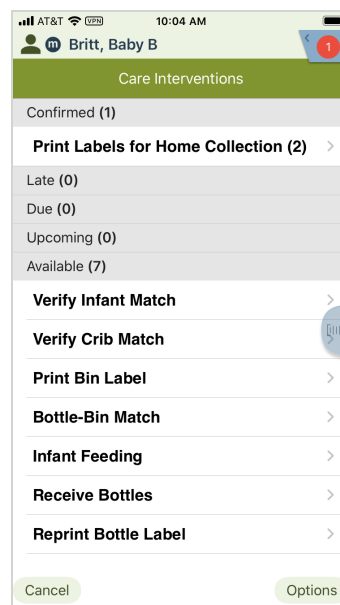 AT&T VPN 10:04 AM
m Britt, Baby B
1
Care Interventions
Confirmed (1)
Print Labels for Home Collection (2)
Late (0)
Due (0)
Upcoming (0)
Available (7)
Verify Infant Match
Verify Crib Match
Print Bin Label
Bottle-Bin Match
Infant Feeding
Receive Bottles
Reprint Bottle Label
Cancel Options